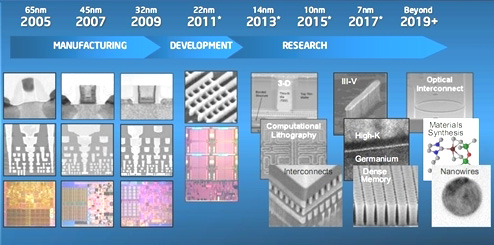 65nm 45nm 32nm 22nm 14nm 10nm 7nm Beyond
2005 2007 2009 2011* 2013* 2015* 2017* 2019+
MANUFACTURING DEVELOPMENT RESEARCH
3-D
III-V
Optical
Interconnect
Computational
Lithography
High-K
Germanium
Materials
Synthesis
Interconnects
Dense
Memory
Nanowires